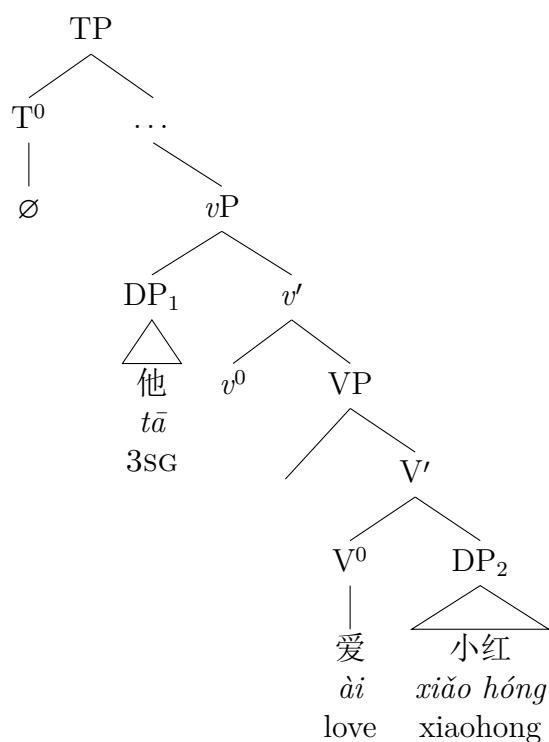 TP
T⁰ …
∅ vP
DP₁ v′
他 v⁰ VP
tā
3SG V′
V⁰ DP₂
爱 小红
ài xiǎo hóng
love xiaohong